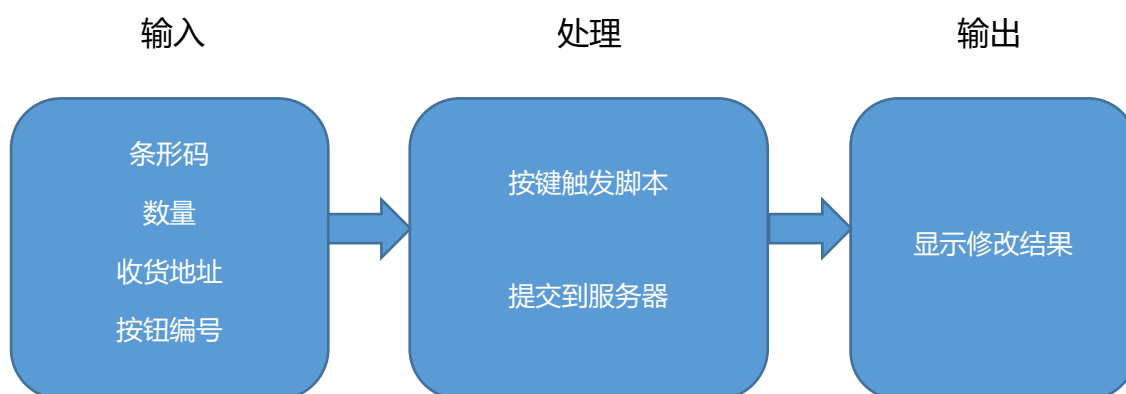 输入
处理
输出
条形码
数量
收货地址
按钮编号
按键触发脚本
提交到服务器
显示修改结果